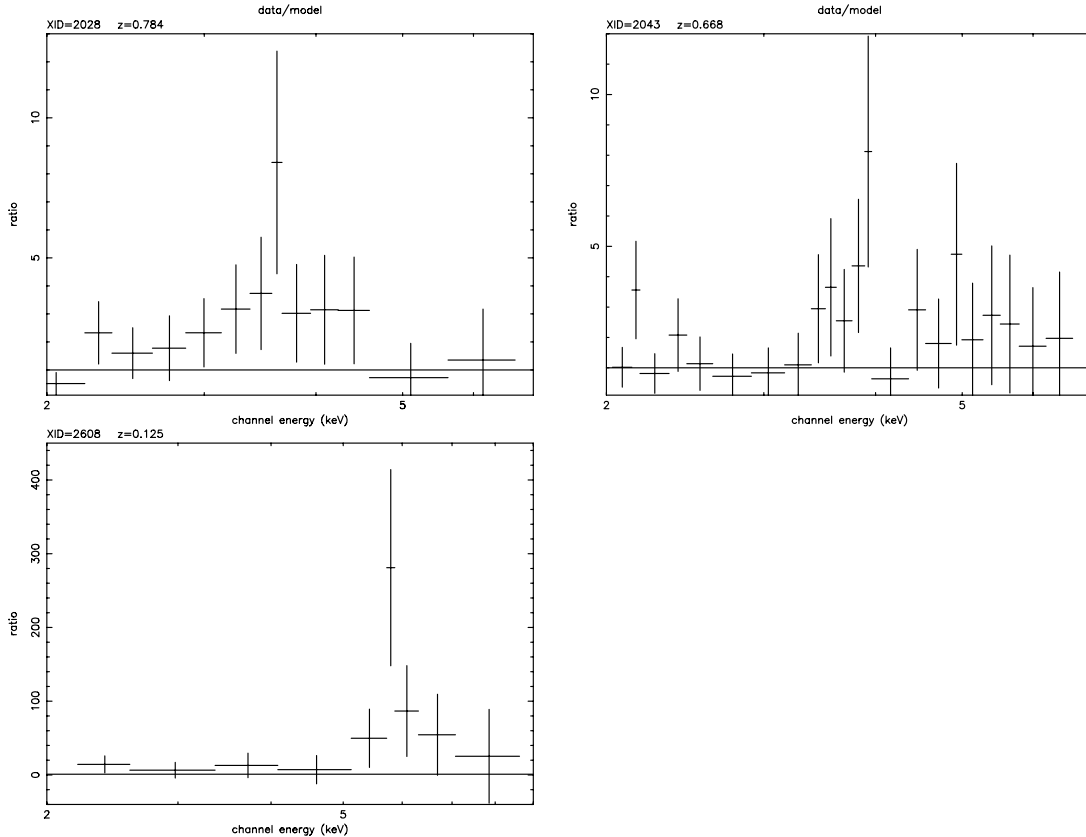 data/model
XID=2028 z=0.784
10
5
ratio
2
5
channel energy (keV)
data/model
XID=2043 z=0.668
10
5
ratio
2
5
channel energy (keV)
XID=2608 z=0.125
400
300
200
100
0
ratio
2
5
channel energy (keV)